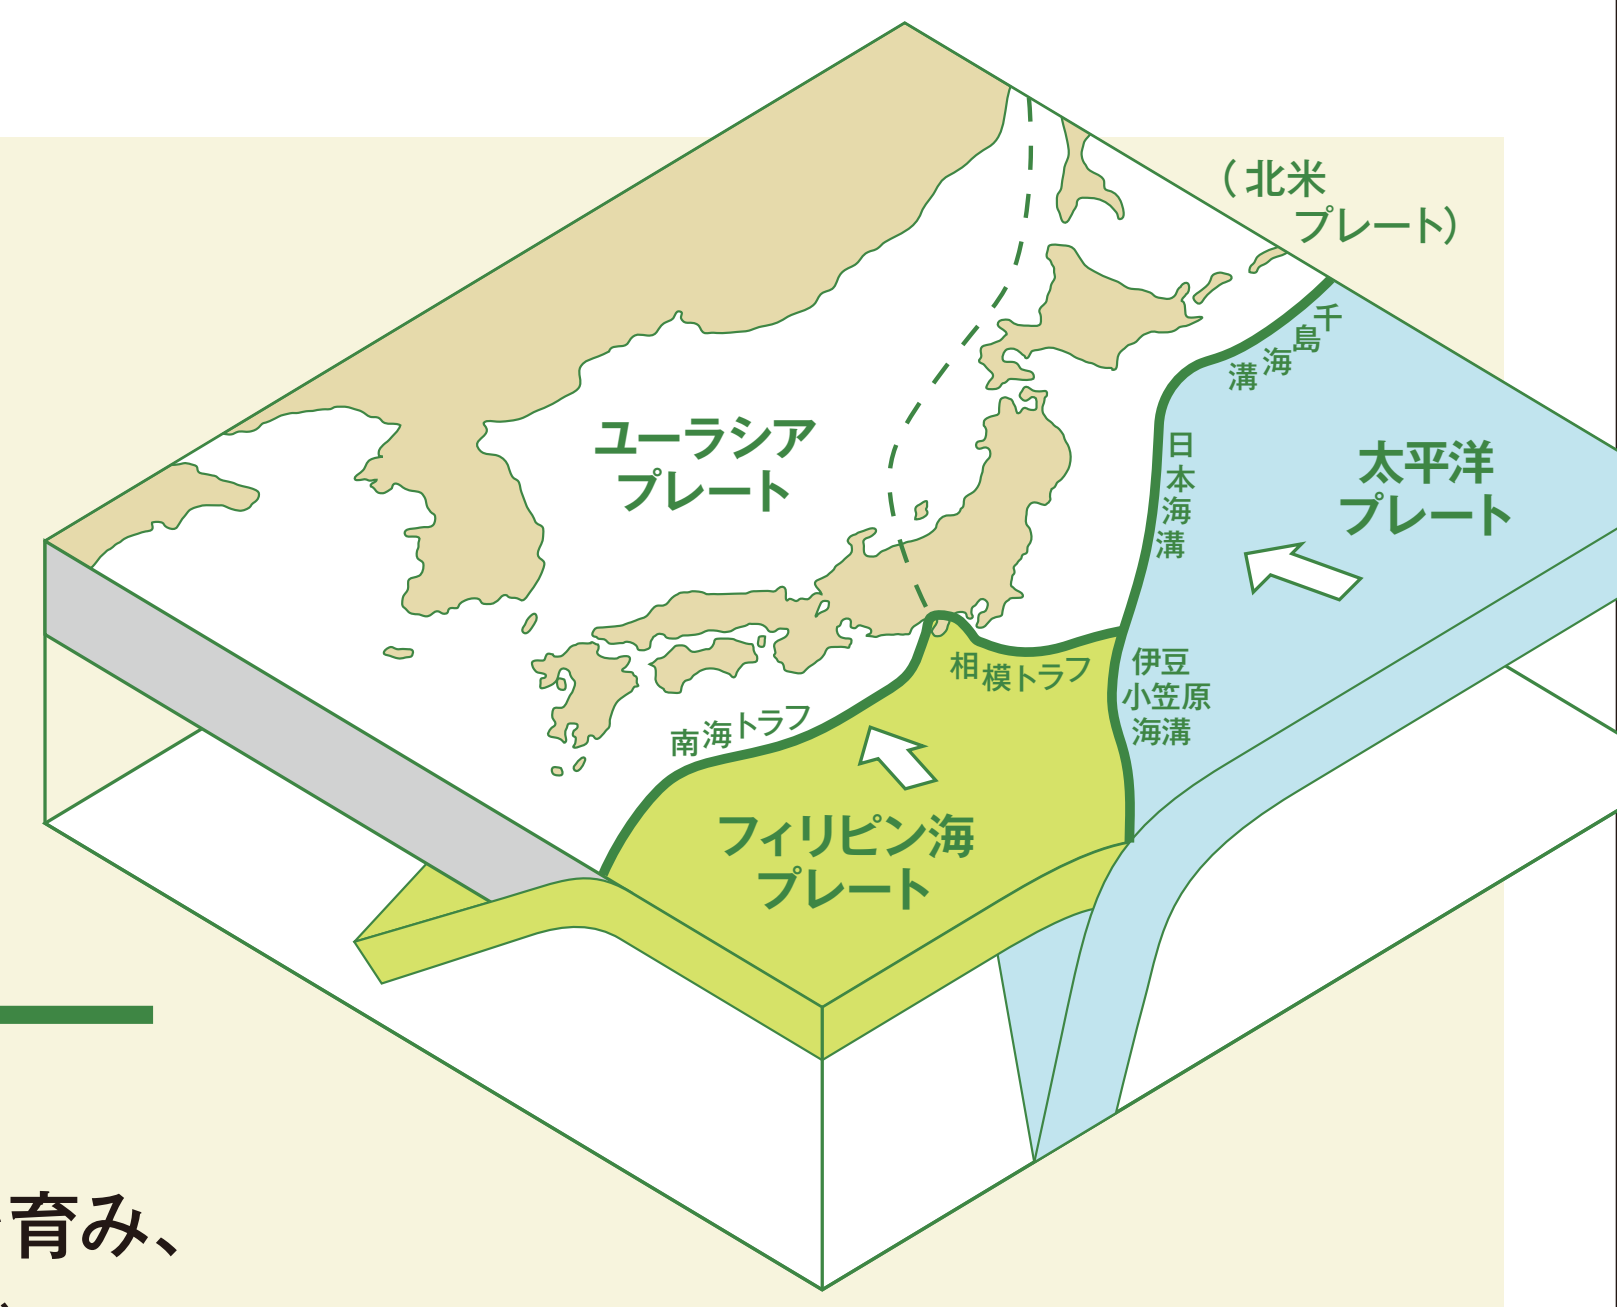 （北米
プレート）
千島海溝
ユーラシア
プレート
日本海溝
太平洋
プレート
相模トラフ
伊豆
小笠原
海溝
南海トラフ
フィリピン海
プレート
育み、